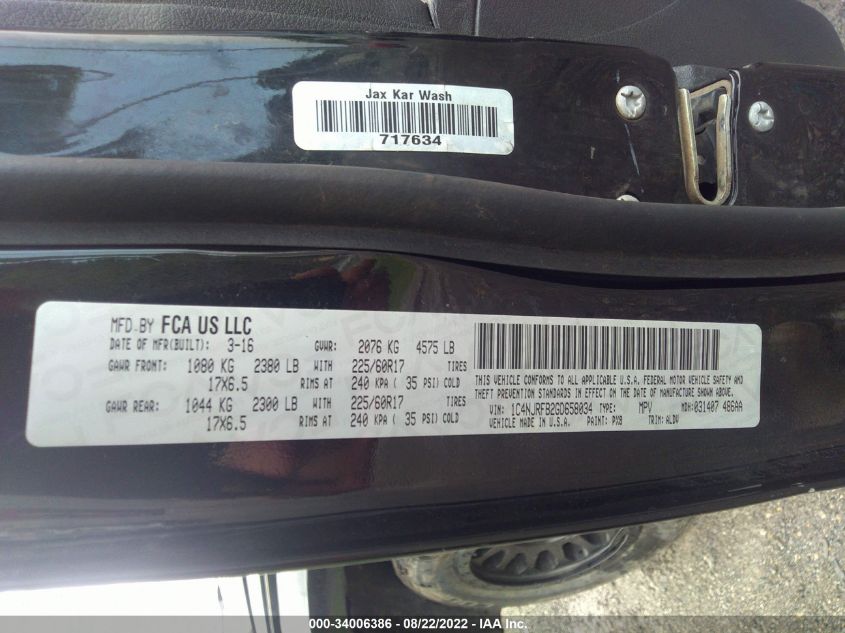 Jax Kar Wash
717634
MFD.BY FCA US LLC
DATE OF MFR(BUILT): 3-16 GVWR: 2076 KG 4575 LB
GAWR FRONT: 1080 KG 2380 LB WITH 225/60R17 TIRES
17X6.5 RIMS AT 240 KPA ( 35 PSI) COLD
GAWR REAR: 1044 KG 2300 LB WITH 225/60R17 TIRES
17X6.5 RIMS AT 240 KPA ( 35 PSI) COLD
THIS VEHICLE CONFORMS TO ALL APPLICABLE U.S.A. FEDERAL MOTOR VEHICLE SAFETY AND
THEFT PREVENTION STANDARDS IN EFFECT ON THE DATE OF MANUFACTURE SHOWN ABOVE.
VIN: 1C4NJRFB2GD658034 TYPE: MPV MDH:031407 486AA
VEHICLE MADE IN U.S.A. PAINT: PX8 TRIM: ALDV
000-34006386 - 08/22/2022 - IAA Inc.